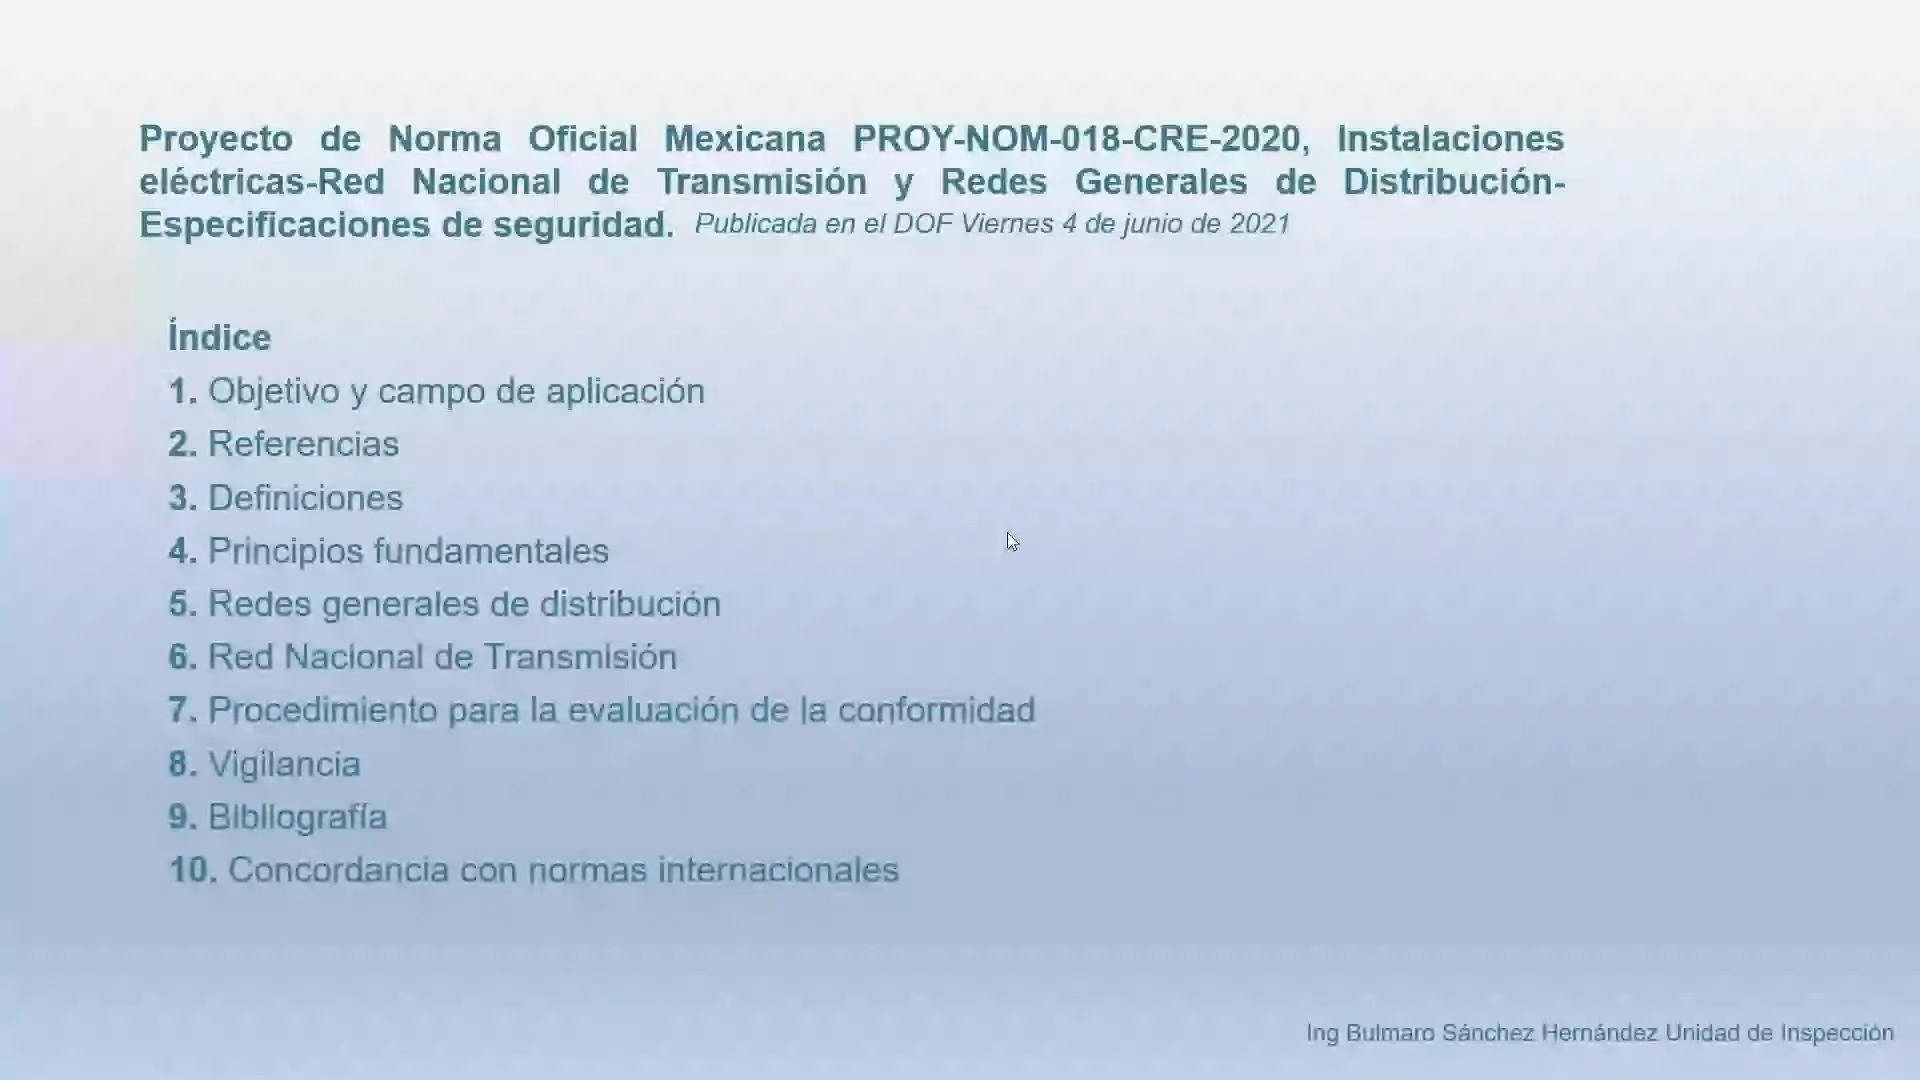 Proyecto de Norma Oficial Mexicana PROY-NOM-018-CRE-2020, Instalaciones
eléctricas-Red Nacional de Transmisión y Redes Generales de Distribución-
Especificaciones de seguridad. Publicada en el DOF Viernes 4 de junio de 2021
Índice
1. Objetivo y campo de aplicación
2. Referencias
3. Definiciones
4. Principios fundamentales
5. Redes generales de distribución
6. Red Nacional de Transmisión
7. Procedimiento para la evaluación de la conformidad
8. Vigilancia
9. Bibliografía
10. Concordancia con normas internacionales
Ing Bulmaro Sánchez Hernández Unidad de Inspección